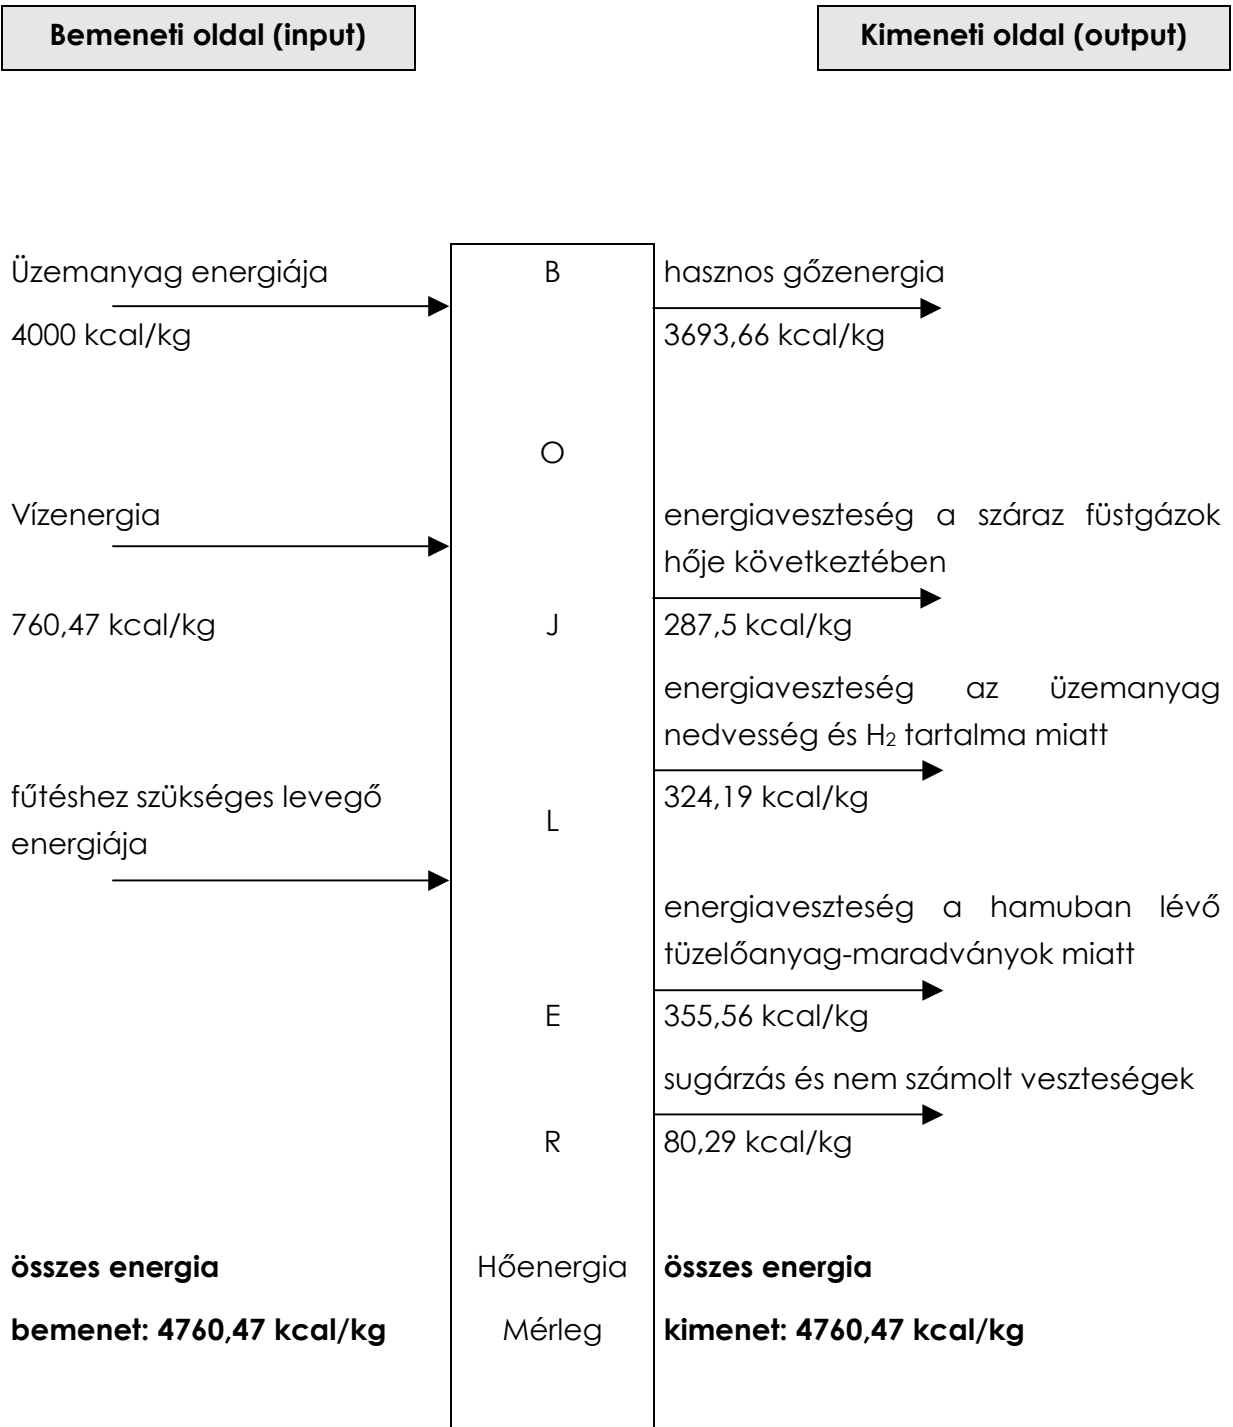 Bemeneti oldal (input)
Kimeneti oldal (output)
Üzemanyag energiája
4000 kcal/kg
Vízenergia
760,47 kcal/kg
fűtéshez szükséges levegő
energiája
összes energia
bemenet: 4760,47 kcal/kg
B
O
J
L
E
R
Hőenergia
Mérleg
hasznos gőzenergia
3693,66 kcal/kg
energiaveszteség a száraz füstgázok
hője következtében
287,5 kcal/kg
energiaveszteség az üzemanyag
nedvesség és H2 tartalma miatt
324,19 kcal/kg
energiaveszteség a hamuban lévő
tüzelőanyag-maradványok miatt
355,56 kcal/kg
sugárzás és nem számolt veszteségek
80,29 kcal/kg
összes energia
kimenet: 4760,47 kcal/kg